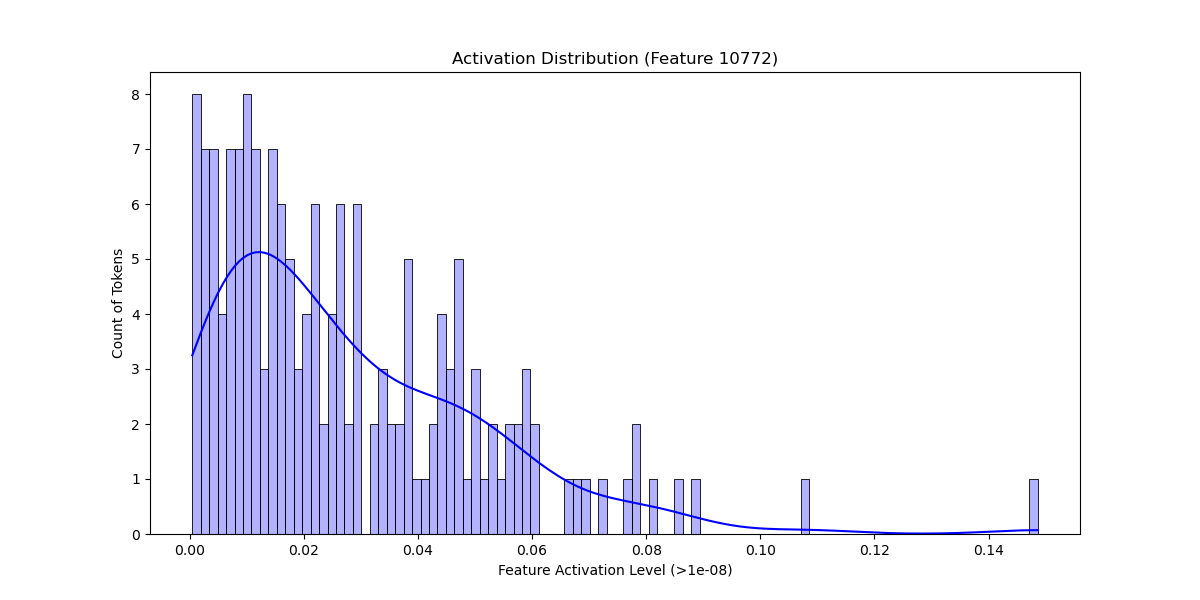 Activation Distribution (Feature 10772)
8
7
6
5
4
3
2
1
0
Count of Tokens
0.00 0.02 0.04 0.06 0.08 0.10 0.12 0.14
Feature Activation Level (>1e-08)